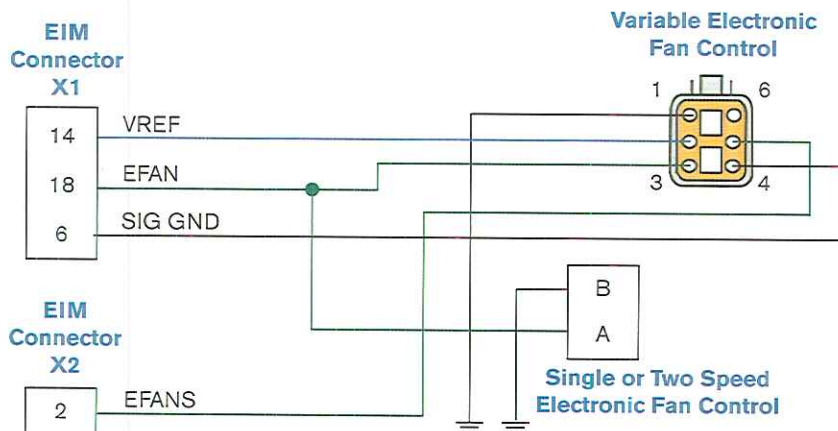 EIM
Connector
X1
14
VREF
18
EFAN
6
SIG GND
Variable Electronic
Fan Control
1
6
3
4
B
A
Single or Two Speed
Electronic Fan Control
EIM
Connector
X2
2
EFANS